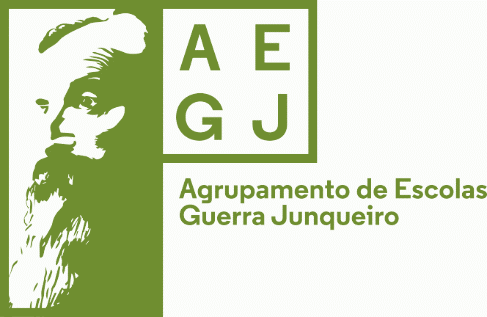 A E
G J
Agrupamento de Escolas
Guerra Junqueiro